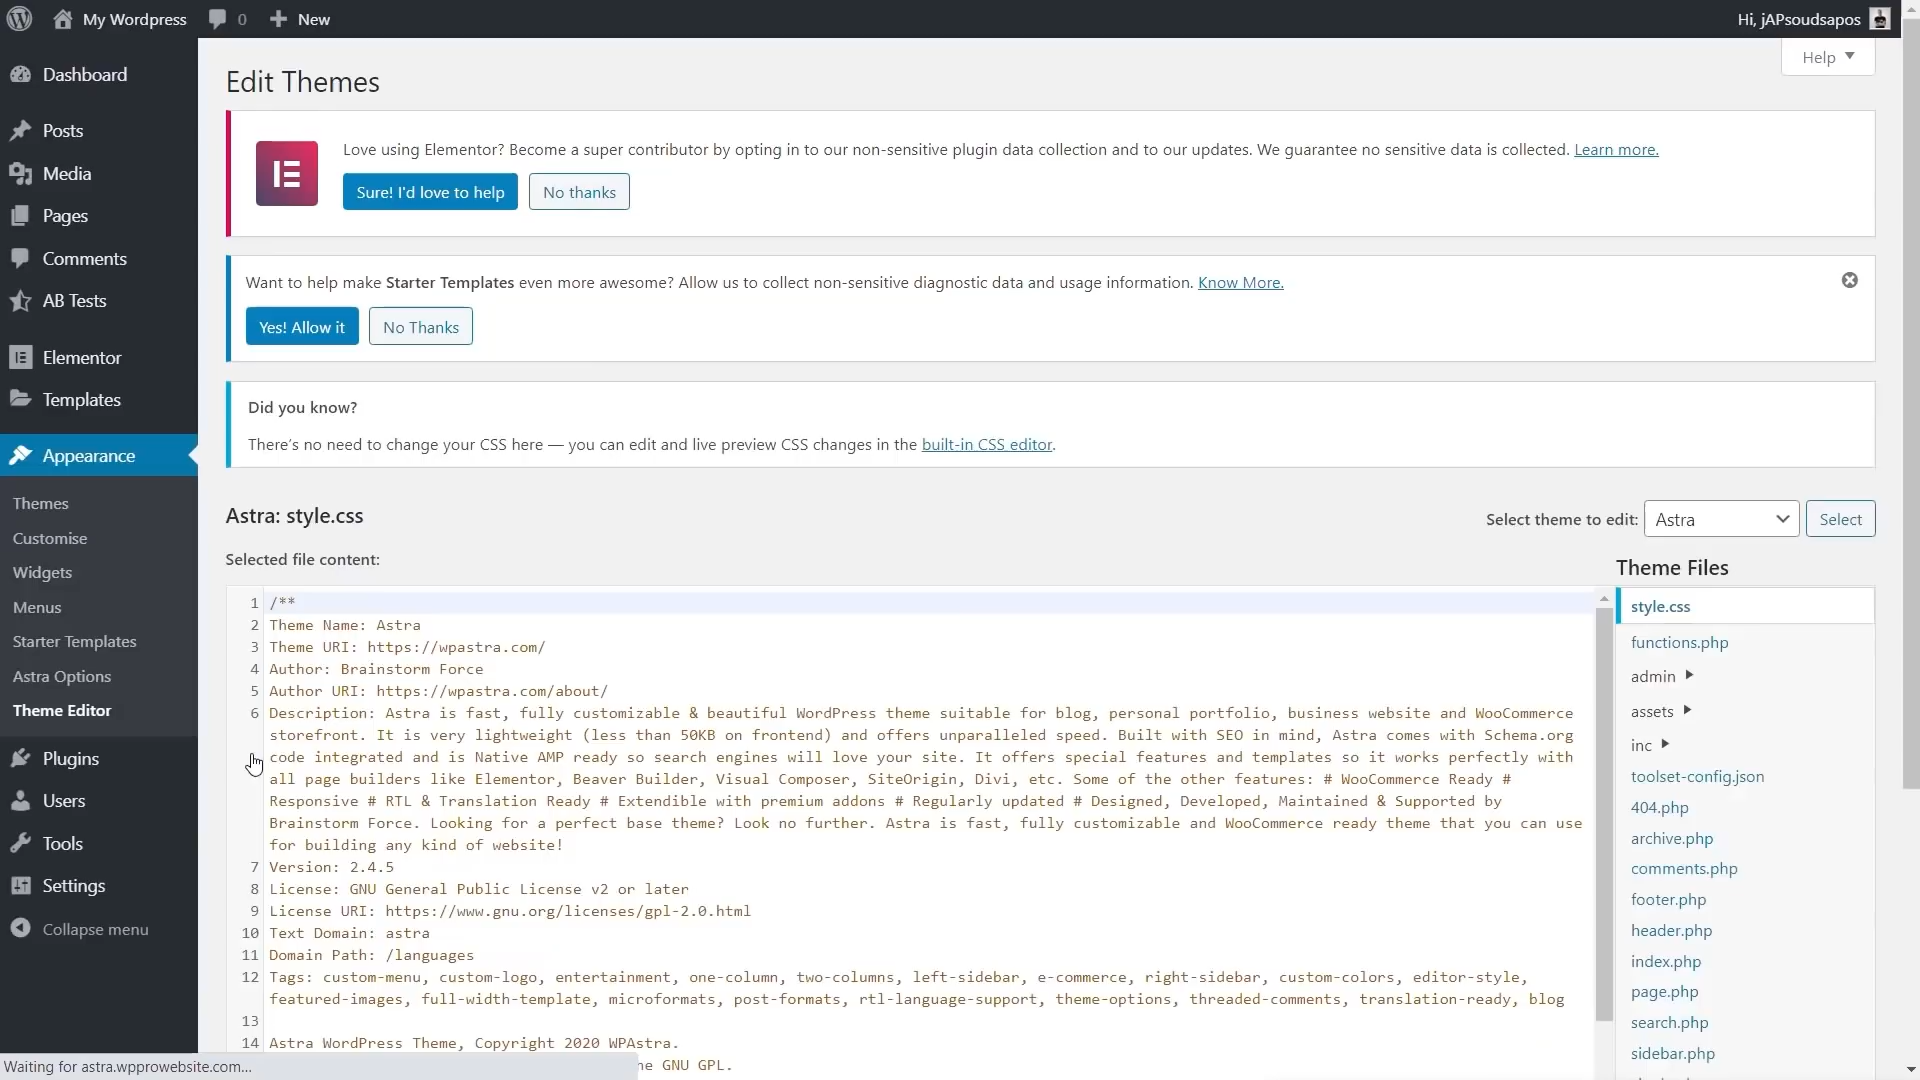 My Wordpress 0 New Hi, jAPsoudsapos
Help
Dashboard
Posts
Media
Pages
Comments
AB Tests
Elementor
Templates
Appearance
Themes
Customise
Widgets
Menus
Starter Templates
Astra Options
Theme Editor
Plugins
Users
Tools
Settings
Collapse menu
Edit Themes
Love using Elementor? Become a super contributor by opting in to our non-sensitive plugin data collection and to our updates. We guarantee no sensitive data is collected. Learn more.
Sure! I'd love to help No thanks
Want to help make Starter Templates even more awesome? Allow us to collect non-sensitive diagnostic data and usage information. Know More.
Yes! Allow it No Thanks
Did you know?
There's no need to change your CSS here — you can edit and live preview CSS changes in the built-in CSS editor.
Astra: style.css
Select theme to edit: Astra Select
Selected file content:
1 /**
2 Theme Name: Astra
3 Theme URI: https://wpastra.com/
4 Author: Brainstorm Force
5 Author URI: https://wpastra.com/about/
6 Description: Astra is fast, fully customizable & beautiful WordPress theme suitable for blog, personal portfolio, business website and WooCommerce
storefront. It is very lightweight (less than 50KB on frontend) and offers unparalleled speed. Built with SEO in mind, Astra comes with Schema.org
code integrated and is Native AMP ready so search engines will love your site. It offers special features and templates so it works perfectly with
all page builders like Elementor, Beaver Builder, Visual Composer, SiteOrigin, Divi, etc. Some of the other features: # WooCommerce Ready #
Responsive # RTL & Translation Ready # Extendible with premium addons # Regularly updated # Designed, Developed, Maintained & Supported by
Brainstorm Force. Looking for a perfect base theme? Look no further. Astra is fast, fully customizable and WooCommerce ready theme that you can use
for building any kind of website!
7 Version: 2.4.5
8 License: GNU General Public License v2 or later
9 License URI: https://www.gnu.org/licenses/gpl-2.0.html
10 Text Domain: astra
11 Domain Path: /languages
12 Tags: custom-menu, custom-logo, entertainment, one-column, two-columns, left-sidebar, e-commerce, right-sidebar, custom-colors, editor-style,
featured-images, full-width-template, microformats, post-formats, rtl-language-support, theme-options, threaded-comments, translation-ready, blog
13
14 Astra WordPress Theme, Copyright 2020 WPAstra.
he GNU GPL.
Theme Files
style.css
functions.php
admin
assets
inc
toolset-config.json
404.php
archive.php
comments.php
footer.php
header.php
index.php
page.php
search.php
sidebar.php
Waiting for astra.wpprowebsite.com...